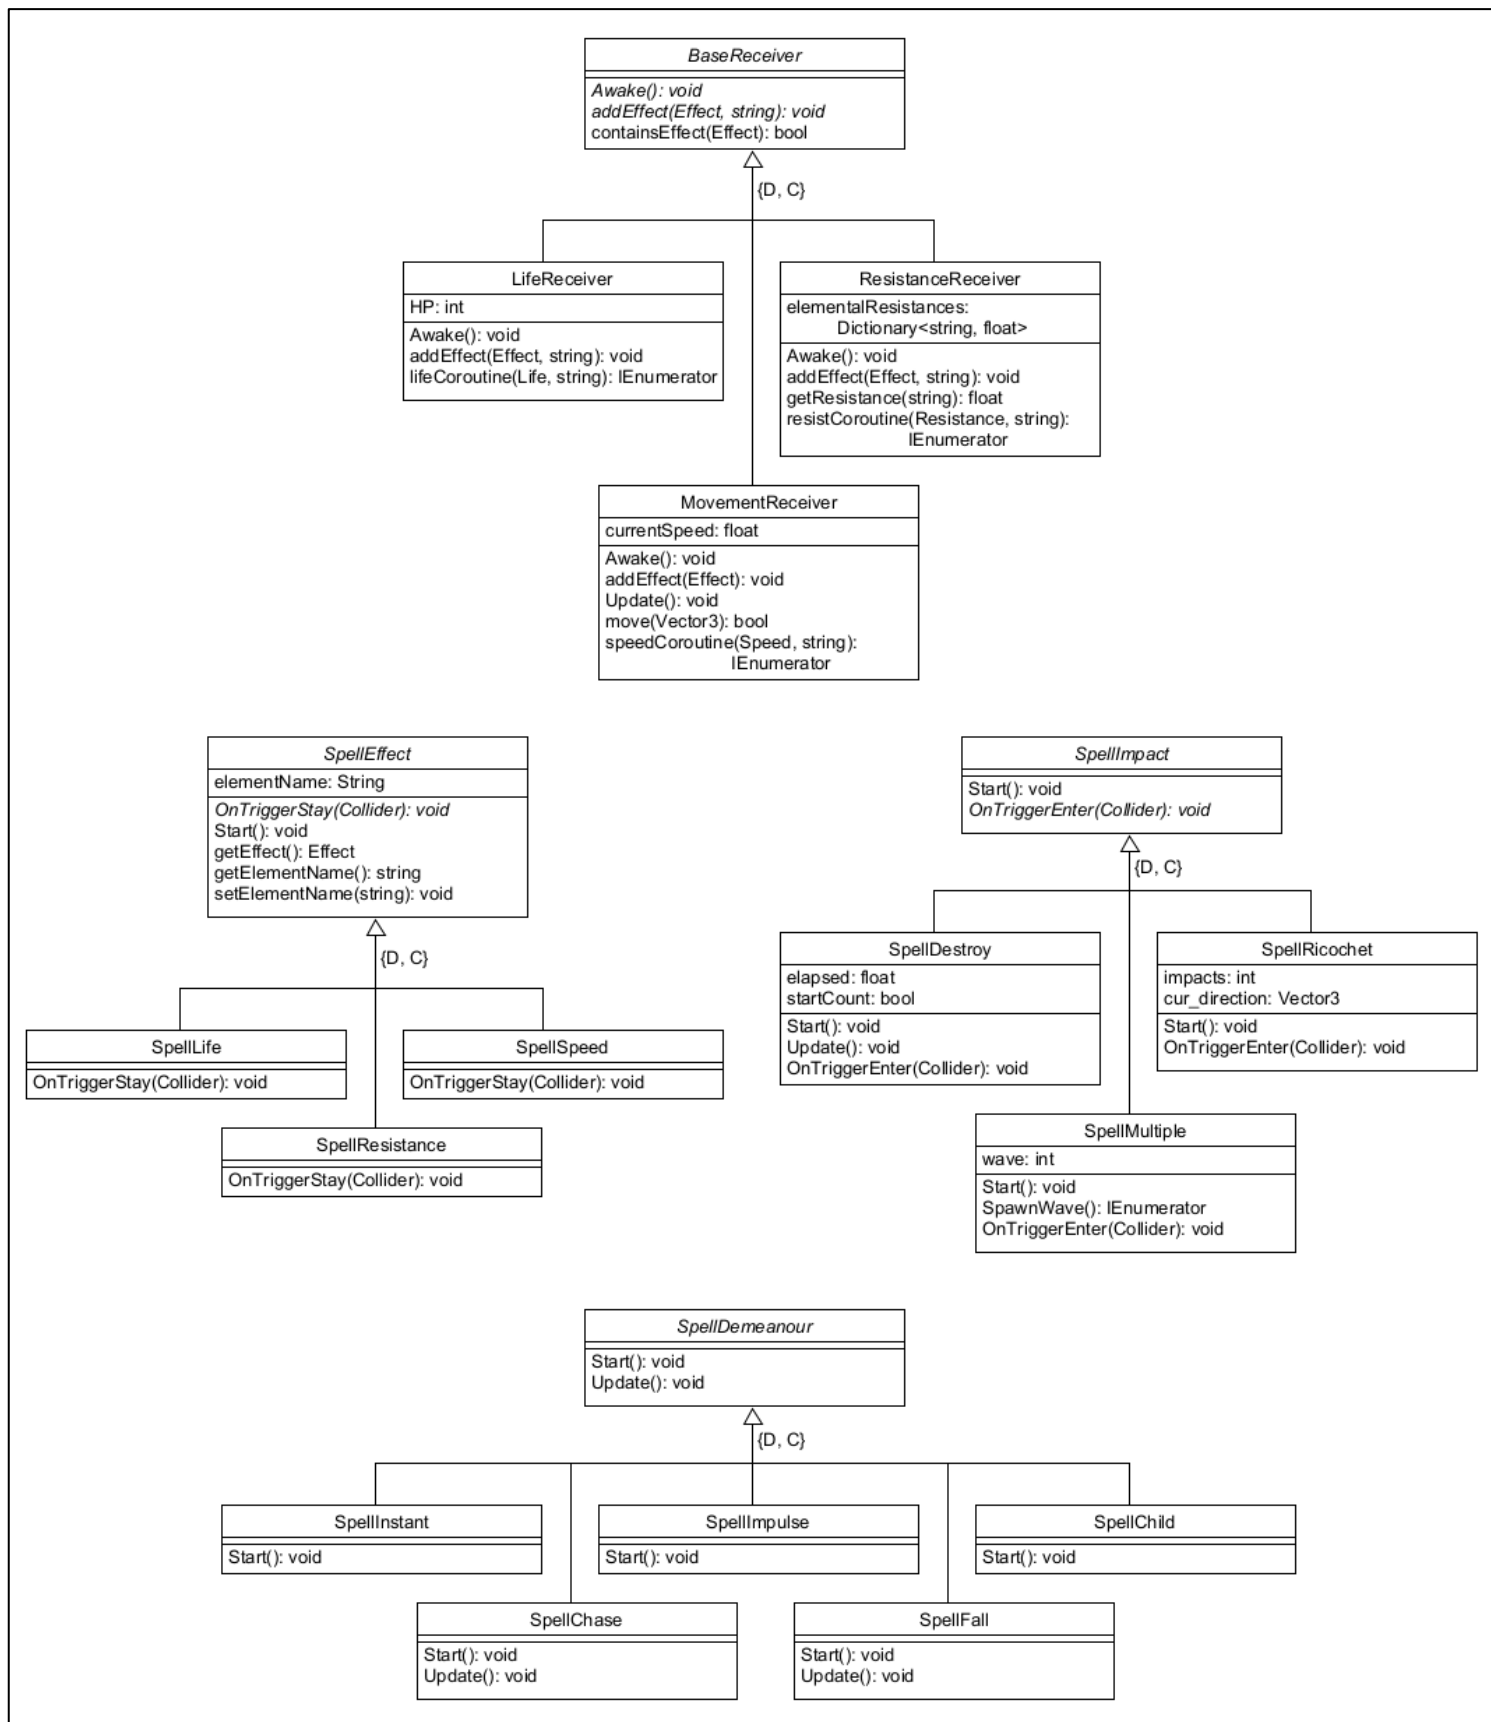 BaseReceiver
Awake(): void
addEffect(Effect, string): void
containsEffect(Effect): bool
{D, C}
LifeReceiver
HP: int
Awake(): void
addEffect(Effect, string): void
lifeCoroutine(Life, string): IEnumerator
ResistanceReceiver
elementalResistances:
Dictionary<string, float>
Awake(): void
addEffect(Effect, string): void
getResistance(string): float
resistCoroutine(Resistance, string):
IEnumerator
MovementReceiver
currentSpeed: float
Awake(): void
addEffect(Effect): void
Update(): void
move(Vector3): bool
speedCoroutine(Speed, string):
IEnumerator
SpellEffect
elementName: String
OnTriggerStay(Collider): void
Start(): void
getEffect(): Effect
getElementName(): string
setElementName(string): void
{D, C}
SpellLife
OnTriggerStay(Collider): void
SpellSpeed
OnTriggerStay(Collider): void
SpellResistance
OnTriggerStay(Collider): void
SpellImpact
Start(): void
OnTriggerEnter(Collider): void
{D, C}
SpellDestroy
elapsed: float
startCount: bool
Start(): void
Update(): void
OnTriggerEnter(Collider): void
SpellRicochet
impacts: int
cur_direction: Vector3
Start(): void
OnTriggerEnter(Collider): void
SpellMultiple
wave: int
Start(): void
SpawnWave(): IEnumerator
OnTriggerEnter(Collider): void
SpellDemeanour
Start(): void
Update(): void
{D, C}
SpellInstant
Start(): void
SpellImpulse
Start(): void
SpellChild
Start(): void
SpellChase
Start(): void
Update(): void
SpellFall
Start(): void
Update(): void